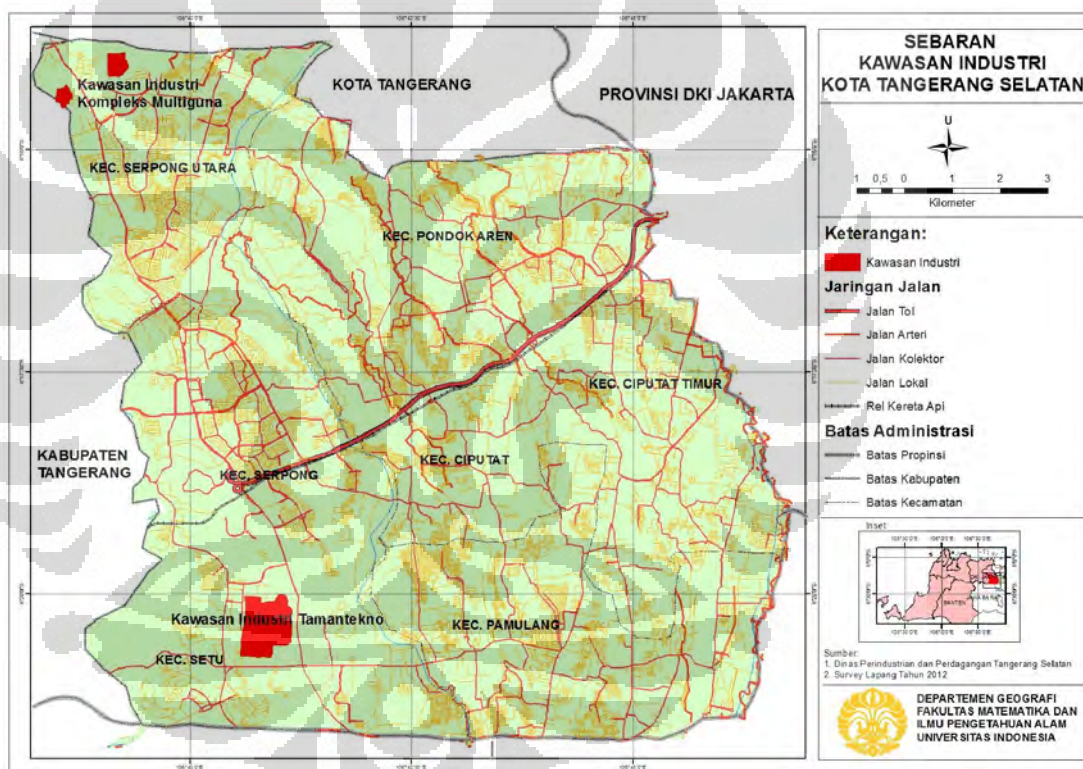 SEBARAN
KAWASAN INDUSTRI
KOTA TANGERANG SELATAN
U
1 0,5 0 1 2 3
Kilometer
Keterangan:
Kawasan Industri
Jaringan Jalan
Jalan Tol
Jalan Arteri
Jalan Kolektor
Jalan Lokal
Rel Kereta Api
Batas Administrasi
Batas Propinsi
Batas Kabupaten
Batas Kecamatan
Inset
BANTEN
Sumber:
1. Dinas Perindustrian dan Perdagangan Tangerang Selatan
2. Survey Lapang Tahun 2012
DEPARTEMEN GEOGRAFI
FAKULTAS MATEMATIKA DAN
ILMU PENGETAHUAN ALAM
UNIVERSITAS INDONESIA
KOTA TANGERANG
PROVINSI DKI JAKARTA
Kawasan Industri
Kompleks Multiguna
KEC. SERPONG UTARA
KEC. PONDOK AREN
KEC. CIPUTAT TIMUR
KABUPATEN
TANGERANG
KEC. SERPONG
KEC. CIPUTAT
Kawasan Industri Tamantekno
KEC. PAMULANG
KEC. SETU